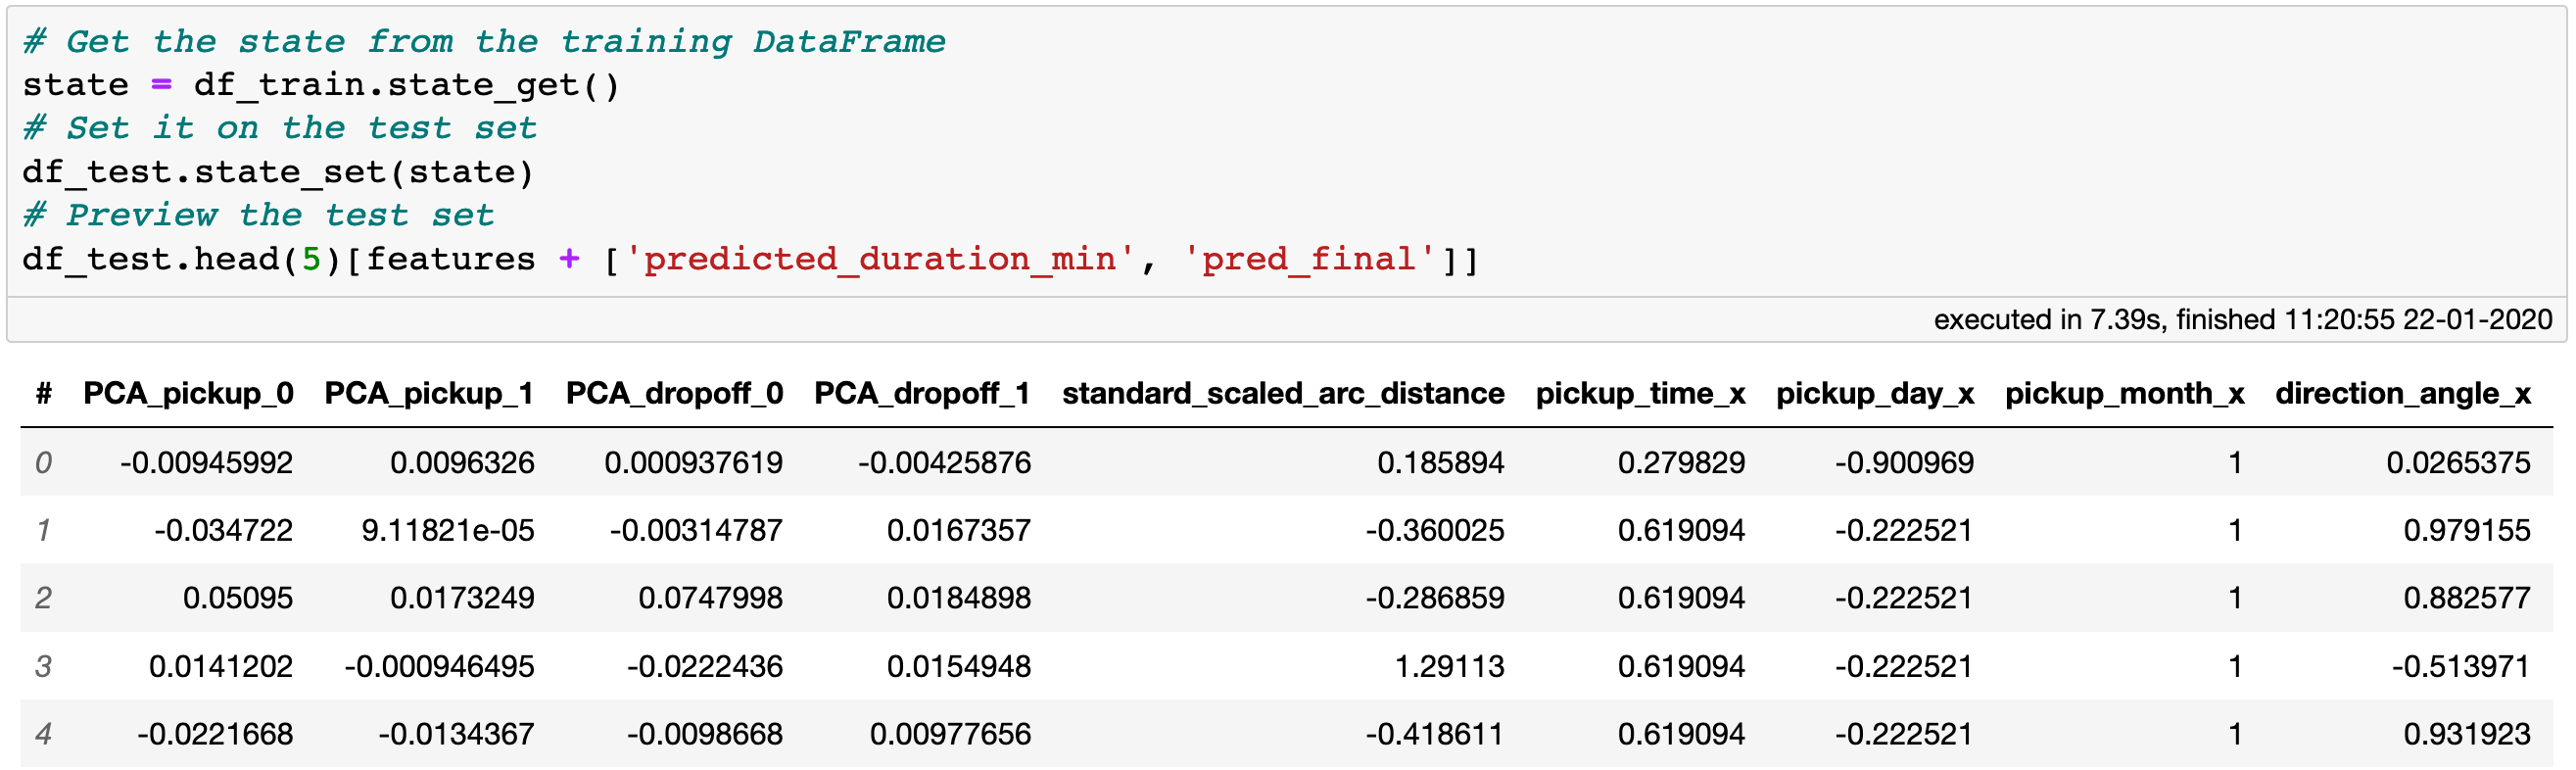 # Get the state from the training DataFrame
state = df_train.state_get()
# Set it on the test set
df_test.state_set(state)
# Preview the test set
df_test.head(5)[features + ['predicted_duration_min', 'pred_final']]
executed in 7.39s, finished 11:20:55 22-01-2020
# PCA_pickup_0 PCA_pickup_1 PCA_dropoff_0 PCA_dropoff_1 standard_scaled_arc_distance pickup_time_x pickup_day_x pickup_month_x direction_angle_x
0 -0.00945992 0.0096326 0.000937619 -0.00425876 0.185894 0.279829 -0.900969 1 0.0265375
1 -0.034722 9.11821e-05 -0.00314787 0.0167357 -0.360025 0.619094 -0.222521 1 0.979155
2 0.05095 0.0173249 0.0747998 0.0184898 -0.286859 0.619094 -0.222521 1 0.882577
3 0.0141202 -0.000946495 -0.0222436 0.0154948 1.29113 0.619094 -0.222521 1 -0.513971
4 -0.0221668 -0.0134367 -0.0098668 0.00977656 -0.418611 0.619094 -0.222521 1 0.931923